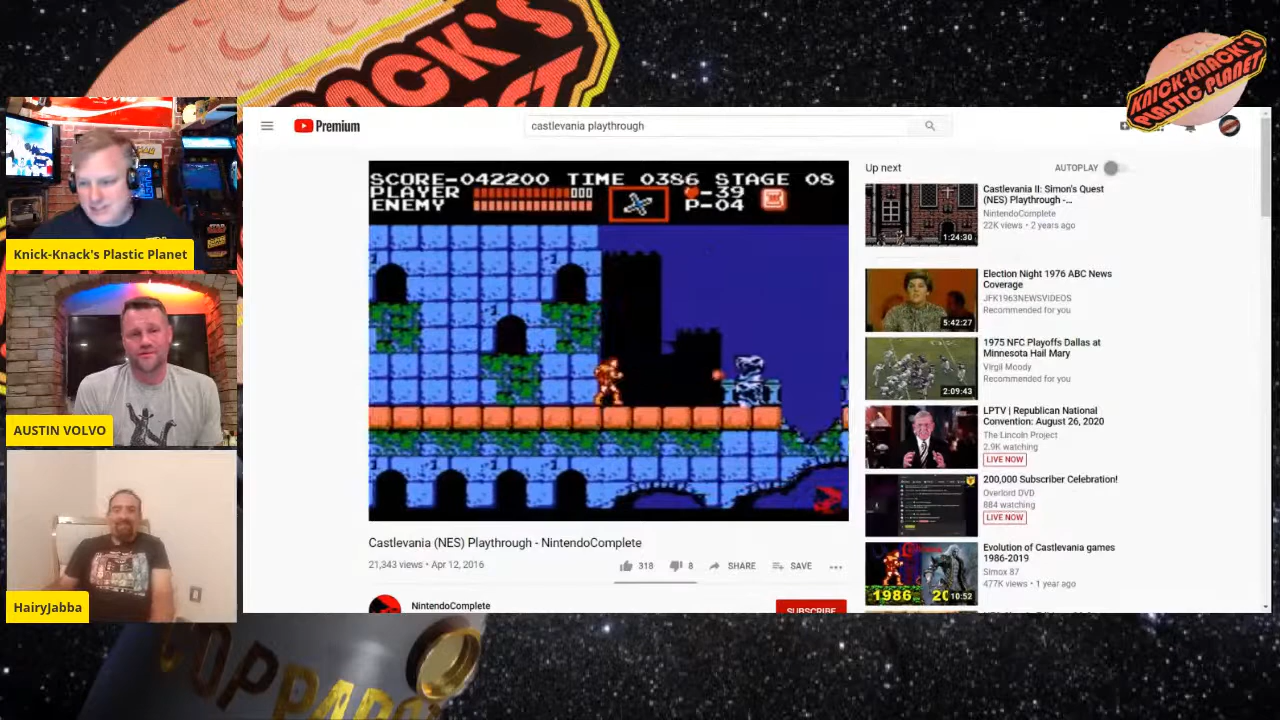 KNICK-KNACK'S
PLASTIC PLANET
Premium
castlevania playthrough
SCORE-042200 TIME 0386 STAGE 08
PLAYER
ENEMY
-39
P-04
Knick-Knack's Plastic Planet
AUSTIN VOLVO
HairyJabba
Castlevania (NES) Playthrough - NintendoComplete
21,343 views • Apr 12, 2016
318
8
SHARE
SAVE
NintendoComplete
SUBSCRIBE
Up next
AUTOPLAY
Castlevania II: Simon's Quest
(NES) Playthrough -...
NintendoComplete
22K views • 2 years ago
1:24:30
Election Night 1976 ABC News
Coverage
JFK1963NEWSVIDEOS
Recommended for you
5:42:27
1975 NFC Playoffs Dallas at
Minnesota Hail Mary
Virgil Moody
Recommended for you
2:09:43
LPTV | Republican National
Convention: August 26, 2020
The Lincoln Project
2.9K watching
LIVE NOW
200,000 Subscriber Celebration!
Overlord DVD
884 watching
LIVE NOW
Evolution of Castlevania games
1986-2019
Simox 87
477K views • 1 year ago
1986
10:52